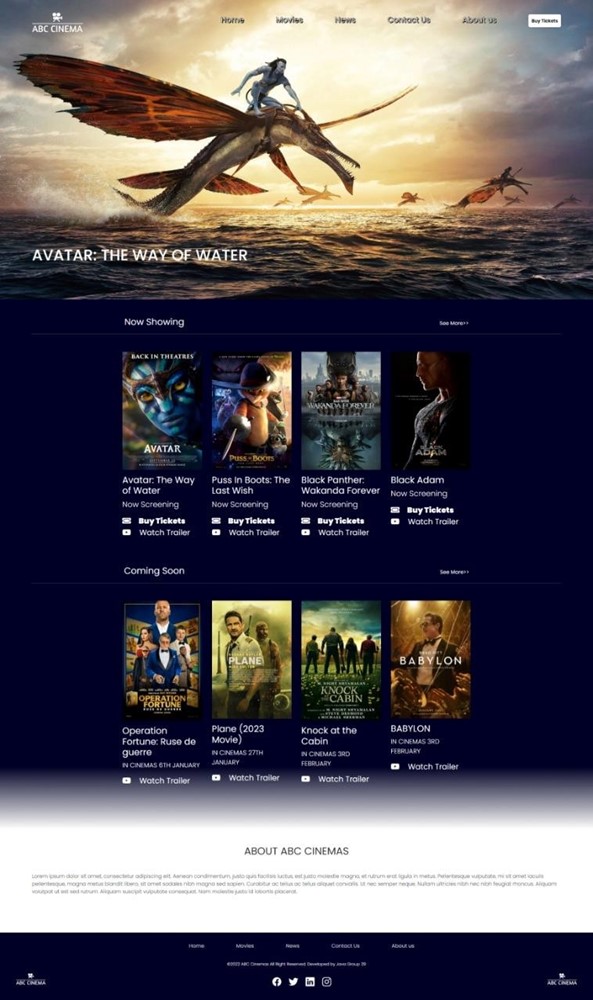 ABC CINEMA
Home Movies News Contact Us About us Buy Tickets
AVATAR: THE WAY OF WATER
Now Showing See More>>
BACK IN THEATRES
AVATAR
PUSS IN BOOTS
WAKANDA FOREVER
BLACK ADAM
Avatar: The Way of Water
Now Screening
Buy Tickets
Watch Trailer
Puss In Boots: The Last Wish
Now Screening
Buy Tickets
Watch Trailer
Black Panther: Wakanda Forever
Now Screening
Buy Tickets
Watch Trailer
Black Adam
Now Screening
Buy Tickets
Watch Trailer
Coming Soon See More>>
OPERATION
FORTUNE
RUSE DE GUERRE
PLANE
KNOCK
AT THE
CABIN
BABYLON
Operation
Fortune: Ruse de
guerre
IN CINEMAS 6TH JANUARY
Watch Trailer
Plane (2023
Movie)
IN CINEMAS 27TH
JANUARY
Watch Trailer
Knock at the
Cabin
IN CINEMAS 3RD
FEBRUARY
Watch Trailer
BABYLON
IN CINEMAS 3RD
FEBRUARY
Watch Trailer
ABOUT ABC CINEMAS
Lorem ipsum dolor sit amet, consectetur adipiscing elit. Aenean condimentum, justo quis facilisis luctus, est justo molestie magna, et rutrum erat ligula in metus. Pellentesque vulputate, mi sit amet iaculis
pellentesque, magna metus blandit libero, sit amet sodales nibh magna sed sapien. Curabitur ac tellus ac tellus aliquet convallis. Ut nec semper neque. Nullam ultricies nibh nec nibh feugiat rhoncus. Aliquam
volutpat ut est sed rutrum. Aliquam suscipit vulputate consequat. Nam molestie justo id lacus pharetra.
Home Movies News Contact Us About us
©2023 ABC Cinemas All Right Reserved. Developed by Java Group 35
ABC CINEMA ABC CINEMA